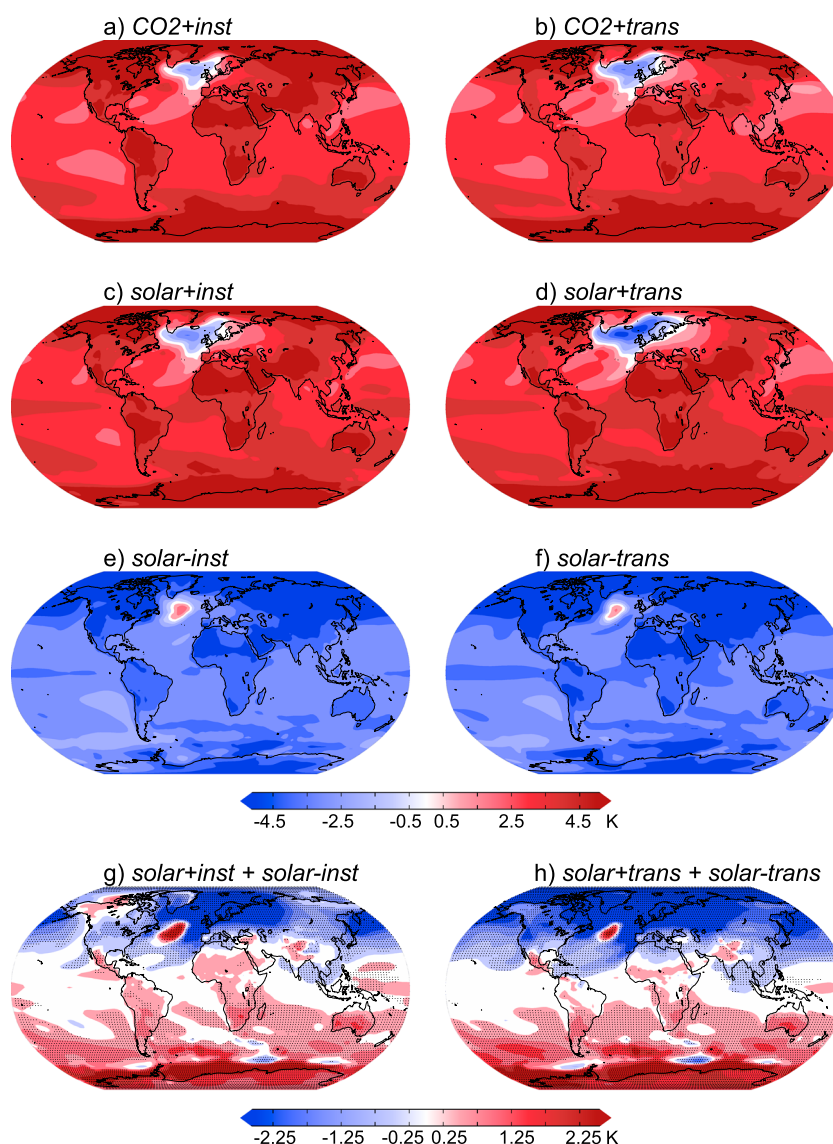 a) CO2+inst
b) CO2+trans
c) solar+inst
d) solar+trans
e) solar-inst
f) solar-trans
-4.5 -2.5 -0.5 0.5 2.5 4.5 K
g) solar+inst + solar-inst
h) solar+trans + solar-trans
-2.25 -1.25 -0.25 0.25 1.25 2.25 K